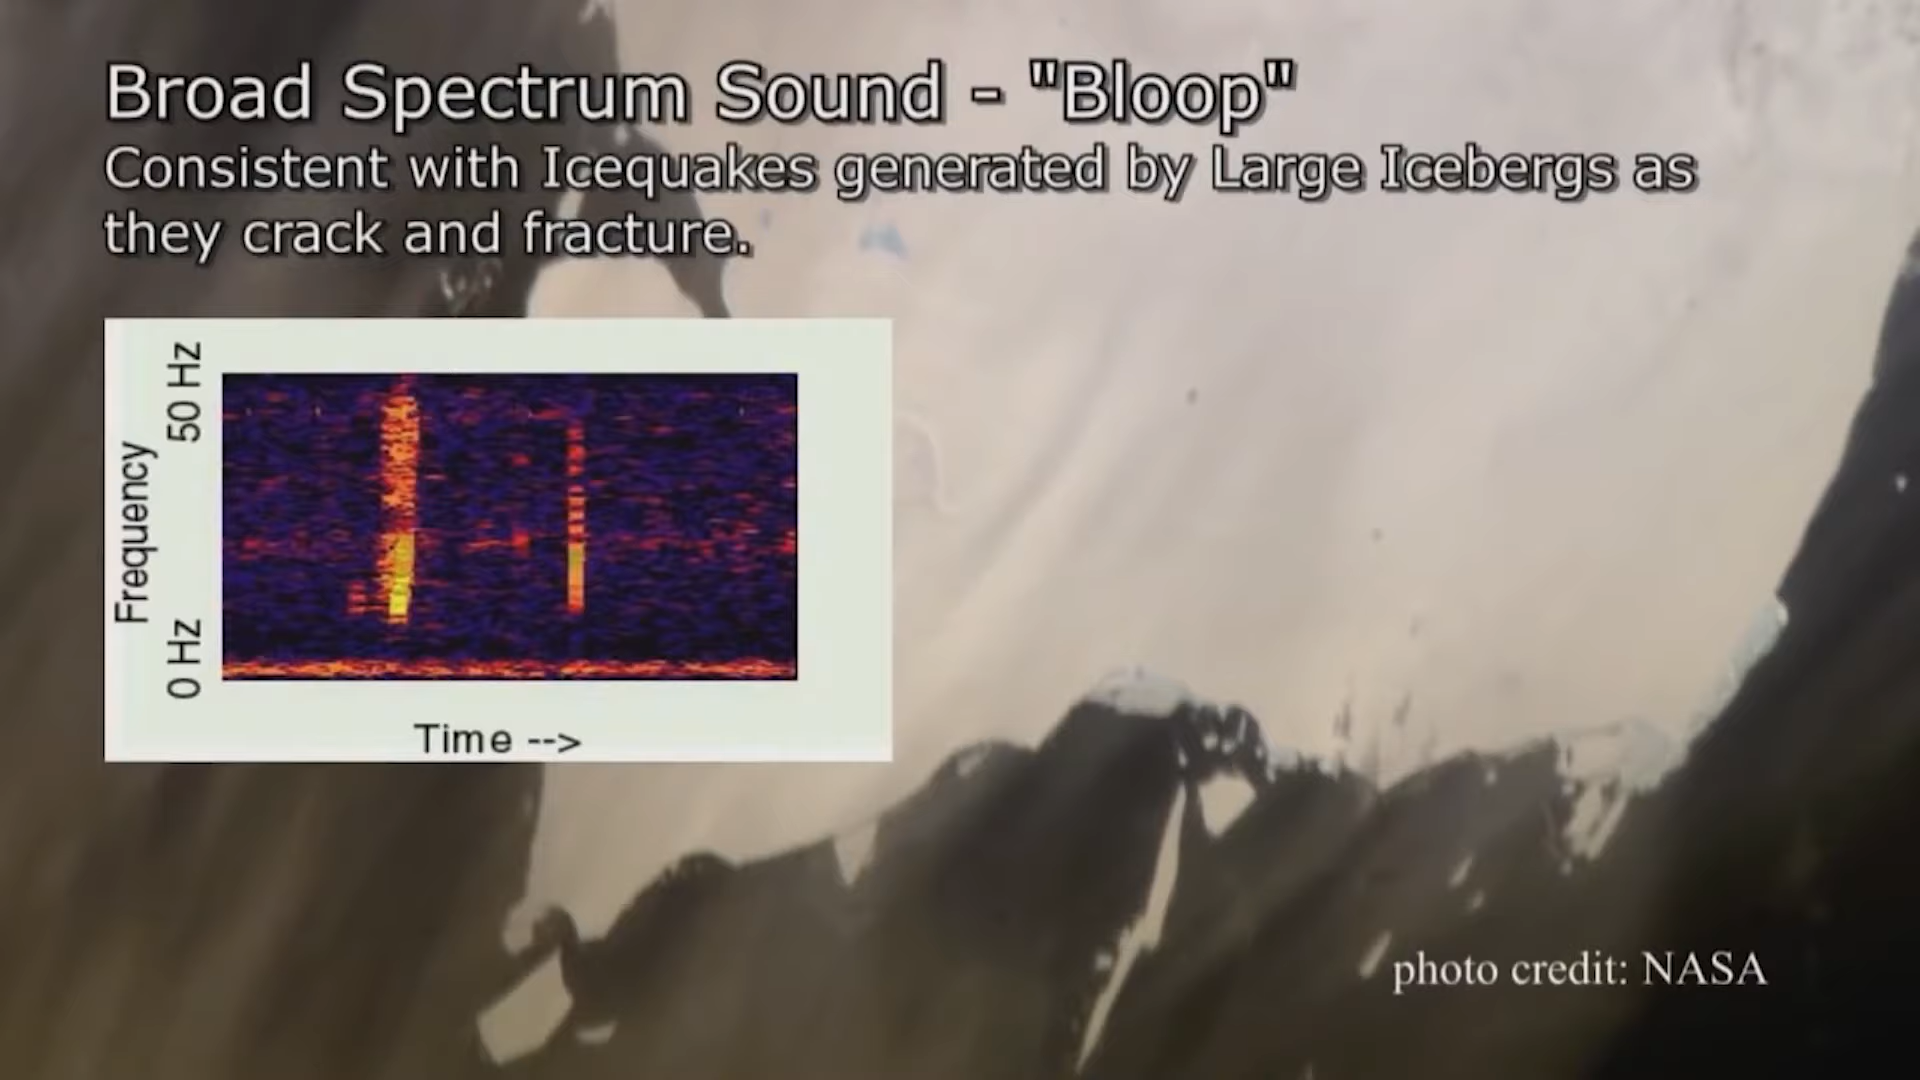 Broad Spectrum Sound - "Bloop"
Consistent with Icequakes generated by Large Icebergs as
they crack and fracture.
50 Hz
Frequency
0 Hz
Time -->
photo credit: NASA